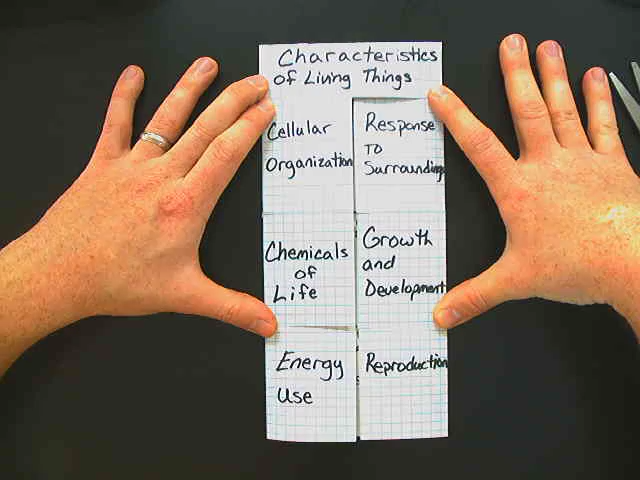 Characteristics
of Living Things
Cellular
Organization
Response
To
Surroundings
Chemicals
of
Life
Growth
and
Development
Energy
Use
Reproduction